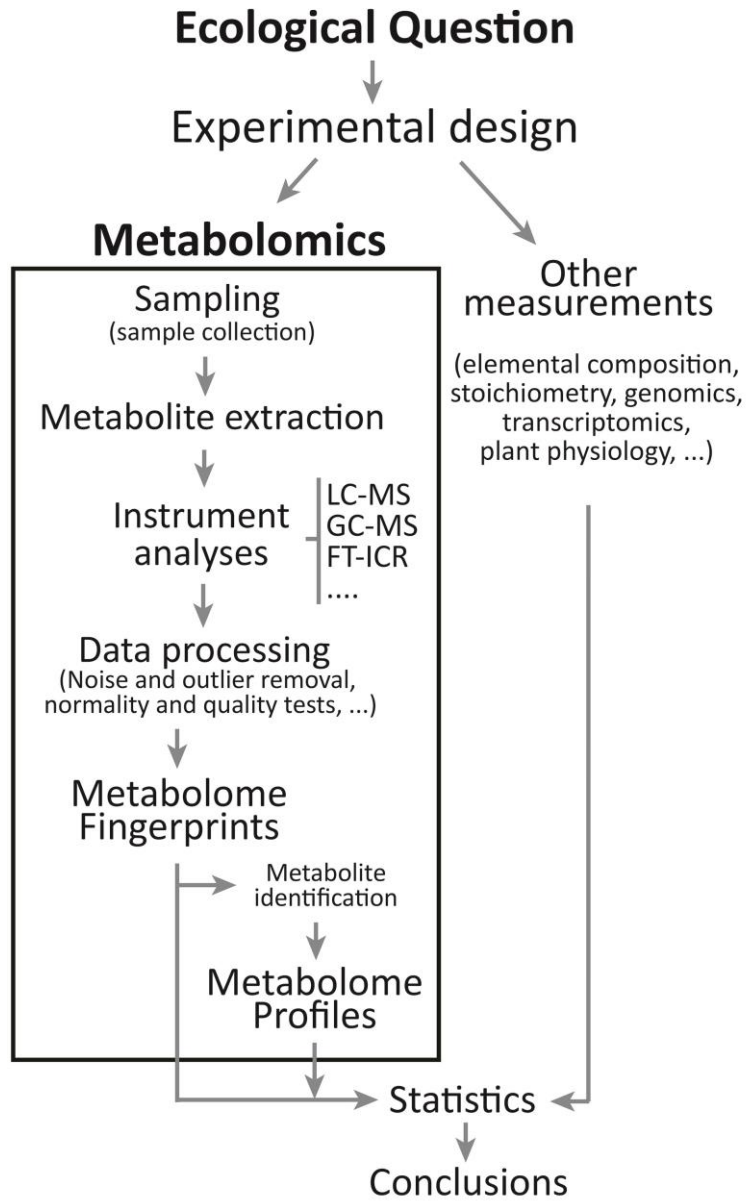 Ecological Question
Experimental design
Metabolomics
Sampling
(sample collection)
Metabolite extraction
Instrument
analyses
LC-MS
GC-MS
FT-ICR
....
Data processing
(Noise and outlier removal,
normality and quality tests, ...)
Metabolome
Fingerprints
Metabolite
identification
Metabolome
Profiles
Other
measurements
(elemental composition,
stoichiometry, genomics,
transcriptomics,
plant physiology, ...)
Statistics
Conclusions